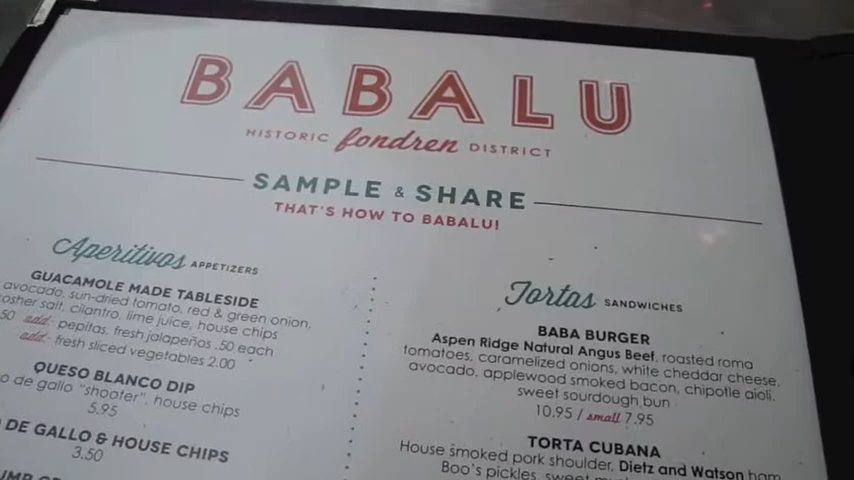 BABALU
HISTORIC fondren DISTRICT
SAMPLE & SHARE
THAT'S HOW TO BABALU!
Aperitivos APPETIZERS
GUACAMOLE MADE TABLESIDE
avocado, sun-dried tomato, red & green onion,
kosher salt, cilantro, lime juice, house chips
50 add pepitas, fresh jalapeños .50 each
add fresh sliced vegetables 2.00
QUESO BLANCO DIP
o de gallo "shooter", house chips
5.95
O DE GALLO & HOUSE CHIPS
3.50
Tortas SANDWICHES
BABA BURGER
Aspen Ridge Natural Angus Beef, roasted roma
tomatoes, caramelized onions, white cheddar cheese,
avocado, applewood smoked bacon, chipotle aioli,
sweet sourdough bun
10.95 / small 7.95
TORTA CUBANA
House smoked pork shoulder, Dietz and Watson ham,
Boo's pickles,